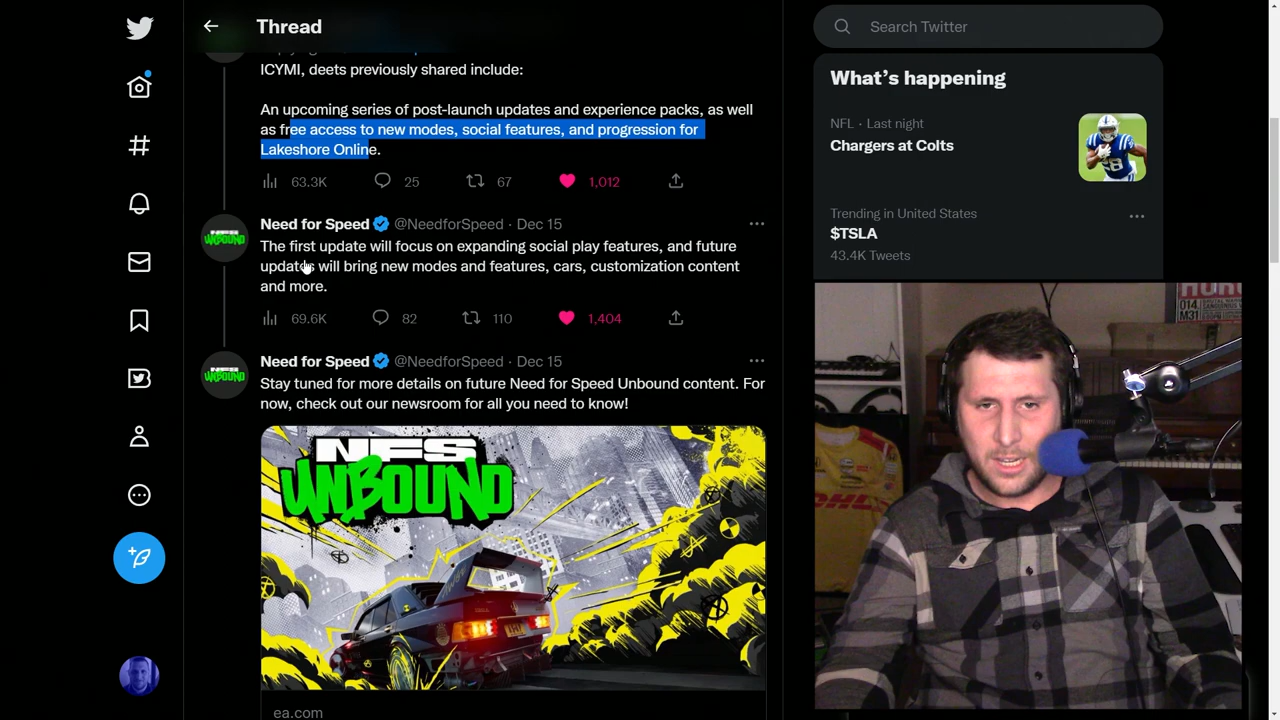 Thread
Search Twitter
ICYMI, deets previously shared include:
An upcoming series of post-launch updates and experience packs, as well
as free access to new modes, social features, and progression for
Lakeshore Online.
63.3K 25 67 1,012
Need for Speed @NeedforSpeed · Dec 15
The first update will focus on expanding social play features, and future
updates will bring new modes and features, cars, customization content
and more.
69.6K 82 110 1,404
Need for Speed @NeedforSpeed · Dec 15
Stay tuned for more details on future Need for Speed Unbound content. For
now, check out our newsroom for all you need to know!
NFS
UNBOUND
ea.com
What's happening
NFL · Last night
Chargers at Colts
Trending in United States
$TSLA
43.4K Tweets
014.
M31
DHL